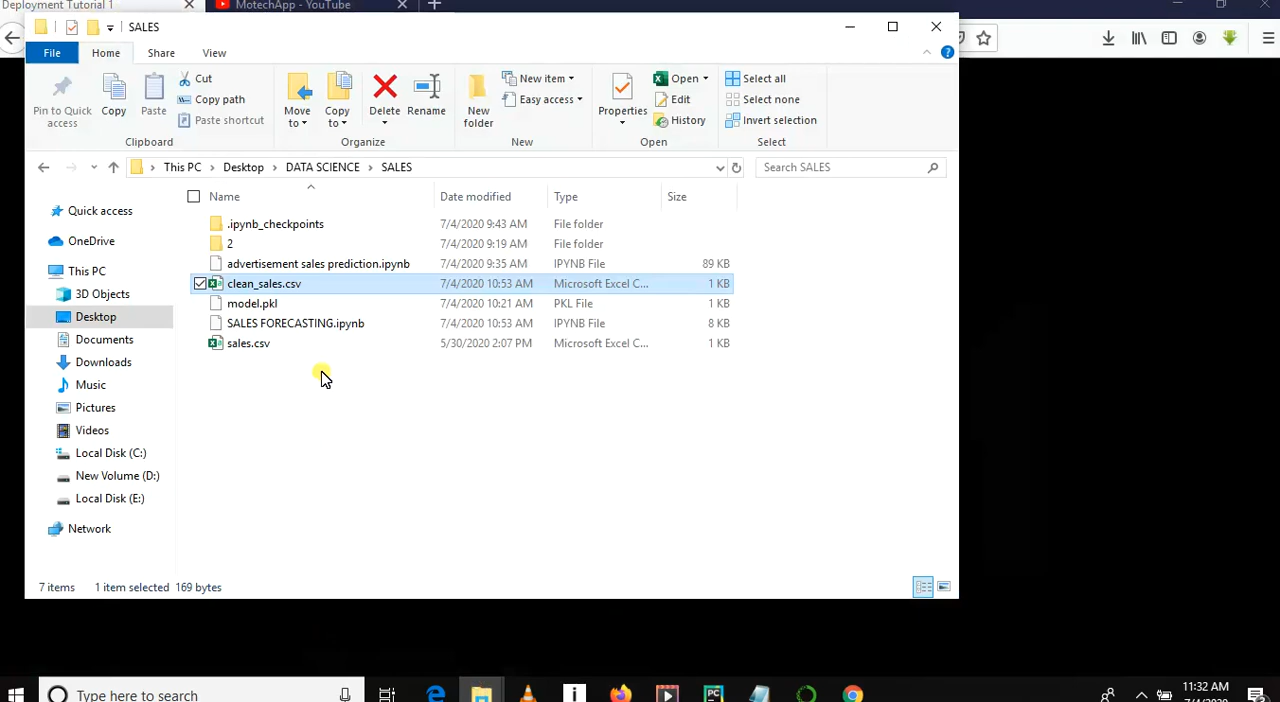 Deployment Tutorial 1
MotechApp - YouTube
SALES
File Home Share View
Pin to Quick access
Copy
Paste
Cut
Copy path
Paste shortcut
Clipboard
Move to
Copy to
Delete
Rename
Organize
New folder
New item
Easy access
New
Properties
Open
Edit
History
Open
Select all
Select none
Invert selection
Select
This PC > Desktop > DATA SCIENCE > SALES
Search SALES
Name Date modified Type Size
.ipynb_checkpoints 7/4/2020 9:43 AM File folder
2 7/4/2020 9:19 AM File folder
advertisement sales prediction.ipynb 7/4/2020 9:35 AM IPYNB File 89 KB
clean_sales.csv 7/4/2020 10:53 AM Microsoft Excel C... 1 KB
model.pkl 7/4/2020 10:21 AM PKL File 1 KB
SALES FORECASTING.ipynb 7/4/2020 10:53 AM IPYNB File 8 KB
sales.csv 5/30/2020 2:07 PM Microsoft Excel C... 1 KB
Quick access
OneDrive
This PC
3D Objects
Desktop
Documents
Downloads
Music
Pictures
Videos
Local Disk (C:)
New Volume (D:)
Local Disk (E:)
Network
7 items 1 item selected 169 bytes
Type here to search
11:32 AM